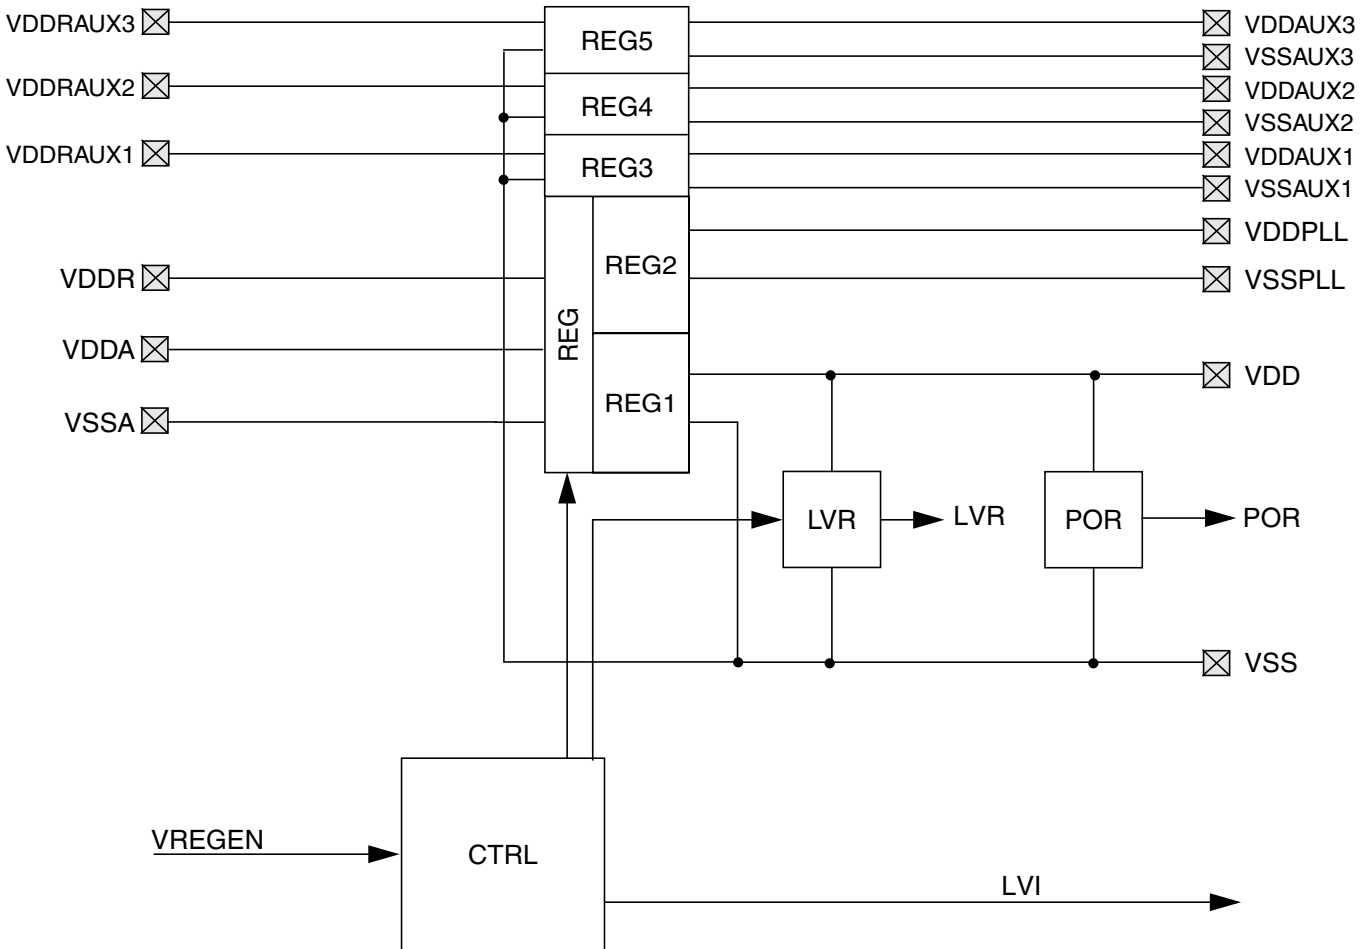 VDDRAUX3
REG5
VDDAUX3
VSSAUX3
VDDRAUX2
REG4
VDDAUX2
VSSAUX2
VDDRAUX1
REG3
VDDAUX1
VSSAUX1
VDDPLL
VDDR
REG2
VSSPLL
REG
VDDA
VDD
VSSA
REG1
LVR
LVR
POR
POR
VSS
VREGEN
CTRL
LVI